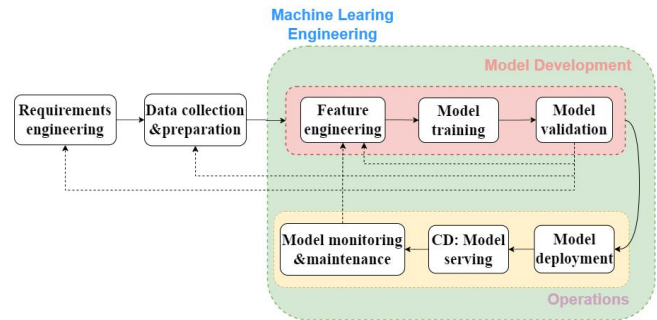 Machine Learing
Engineering
Model Development
Requirements
engineering
Data collection
&preparation
Feature
engineering
Model
training
Model
validation
Model monitoring
&maintenance
CD: Model
serving
Model
deployment
Operations